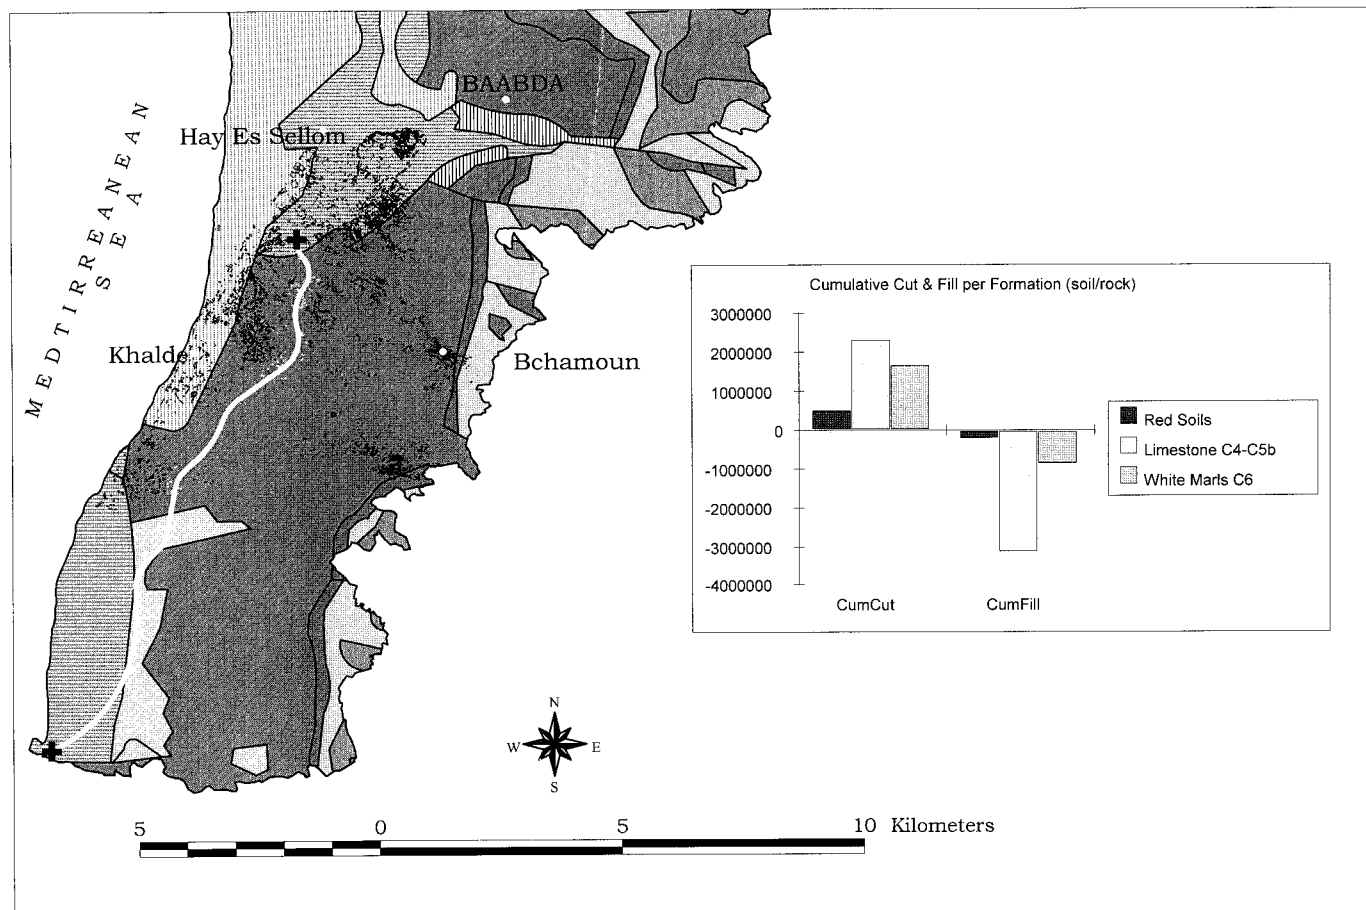 BAABDA
Hay Es Sellom
MEDTIRREANEAN
SEA
Khalde
Bchamoun
Cumulative Cut & Fill per Formation (soil/rock)
3000000
2000000
1000000
0
-1000000
-2000000
-3000000
-4000000
CumCut
CumFill
Red Soils
Limestone C4-C5b
White Marls C6
N
W
E
S
5 0 5 10 Kilometers